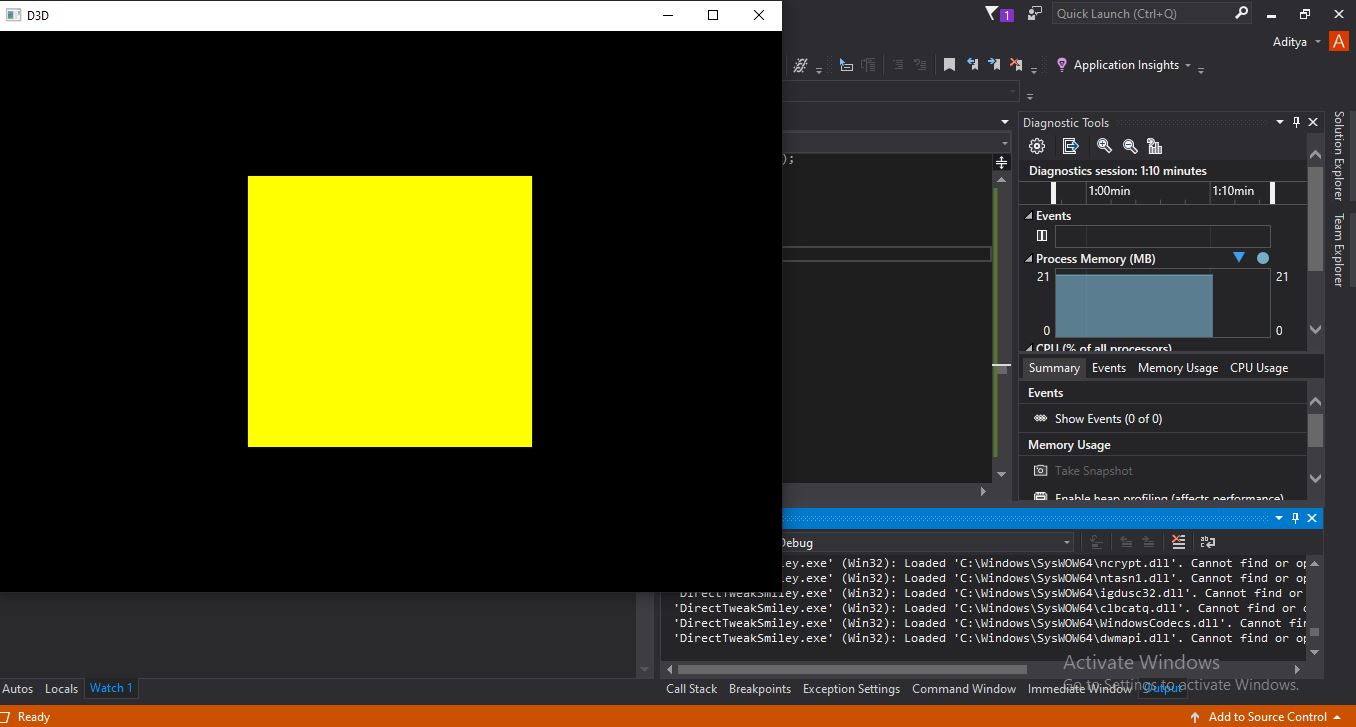 D3D
1
Quick Launch (Ctrl+Q)
Aditya
A
Application Insights
);
Diagnostic Tools
Diagnostics session: 1:10 minutes
1:00min 1:10min
Events
Process Memory (MB)
21 21
0 0
CPU (% of all processors)
Summary Events Memory Usage CPU Usage
Events
Show Events (0 of 0)
Memory Usage
Take Snapshot
Enable heap profiling (affects performance)
Solution Explorer
Team Explorer
Debug
ley.exe' (Win32): Loaded 'C:\Windows\SysWOW64\ncrypt.dll'. Cannot find or op
ley.exe' (Win32): Loaded 'C:\Windows\SysWOW64\ntasn1.dll'. Cannot find or op
'DirectTweakSmiley.exe' (Win32): Loaded 'C:\Windows\SysWOW64\igdusc32.dll'. Cannot find or
'DirectTweakSmiley.exe' (Win32): Loaded 'C:\Windows\SysWOW64\clbcatq.dll'. Cannot find or o
'DirectTweakSmiley.exe' (Win32): Loaded 'C:\Windows\SysWOW64\WindowsCodecs.dll'. Cannot fin
'DirectTweakSmiley.exe' (Win32): Loaded 'C:\Windows\SysWOW64\dwmapi.dll'. Cannot find or op
Activate Windows
Go to Settings to activate Windows.
Autos Locals Watch 1
Call Stack Breakpoints Exception Settings Command Window Immediate Window Output
Ready
Add to Source Control